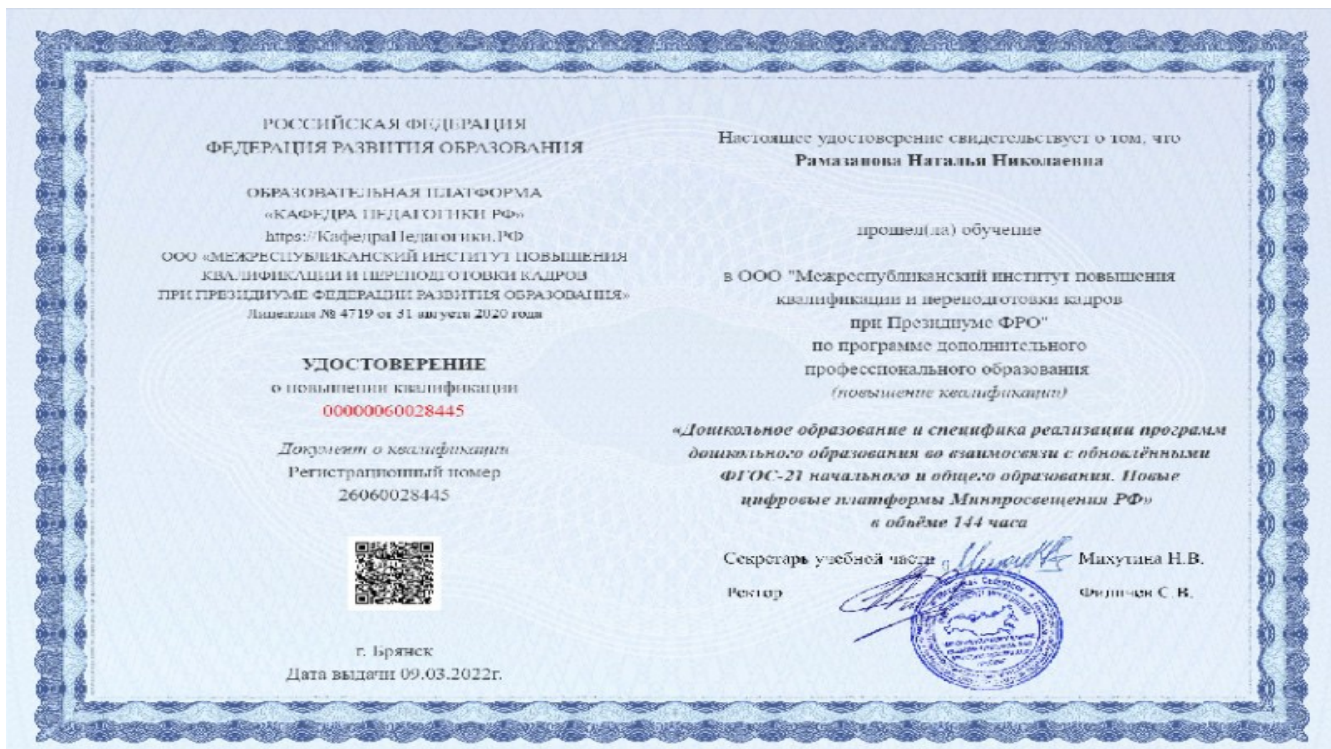 РОССИЙСКАЯ ФЕДЕРАЦИЯ
ФЕДЕРАЦИЯ РАЗВИТИЯ ОБРАЗОВАНИЯ
ОБРАЗОВАТЕЛЬНАЯ ПЛАТФОРМА
«КАФЕДРА ПЕДАГОГИКИ РФ»
https://КафедраПедагогики.РФ
ООО «МЕЖРЕСПУБЛИКАНСКИЙ ИНСТИТУТ ПОВЫШЕНИЯ
КВАЛИФИКАЦИИ И ПЕРЕПОДГОТОВКИ КАДРОВ
ПРИ ПРЕЗИДИУМЕ ФЕДЕРАЦИИ РАЗВИТИЯ ОБРАЗОВАНИЯ»
Лицензия № 4719 от 31 августа 2020 года
УДОСТОВЕРЕНИЕ
о повышении квалификации
00000060028445
Документ о квалификации
Регистрационный номер
26060028445
г. Брянск
Дата выдачи 09.03.2022г.
Настоящее удостоверение свидетельствует о том, что
Рамазанова Наталья Николаевна
прошел(ла) обучение
в ООО "Межреспубликанский институт повышения
квалификации и переподготовки кадров
при Президиуме ФРО"
по программе дополнительного
професспонального образования
(повышение квалификации)
«Дошкольное образование и специфика реализации программ
дошкольного образования во взаимосвязи с обновлёнными
ФГОС-21 начального и общего образования. Новые
цифровые платформы Минпросвещения РФ»
в объёме 144 часа
Секретарь учебной части Михутина Н.В.
Ректор Филичев С.В.